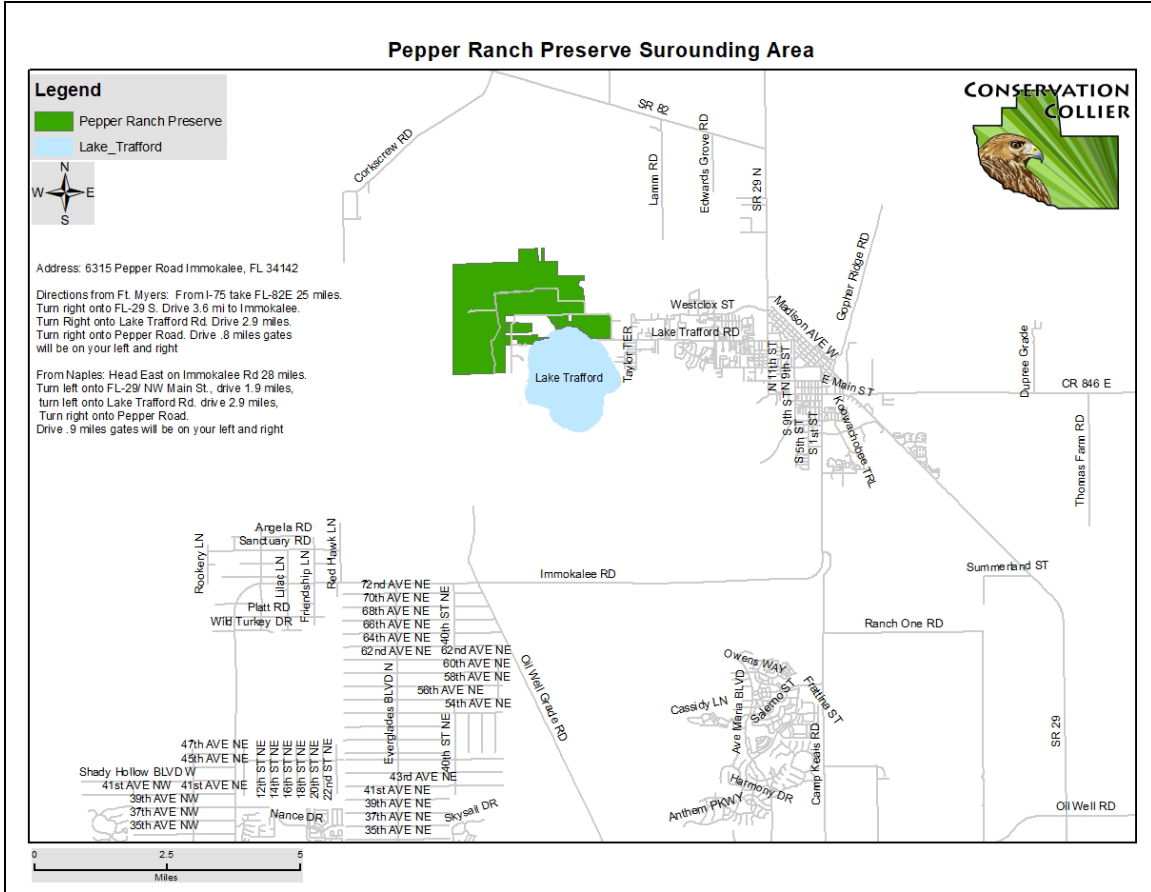 Pepper Ranch Preserve Surounding Area
Legend
Pepper Ranch Preserve
Lake_Trafford
N
W E
S
CONSERVATION
COLLIER
Address: 6315 Pepper Road Immokalee, FL 34142
Directions from Ft. Myers: From I-75 take FL-82E 25 miles.
Turn right onto FL-29 S. Drive 3.6 mi to Immokalee.
Turn Right onto Lake Trafford Rd. Drive 2.9 miles.
Turn right onto Pepper Road. Drive .8 miles gates
will be on your left and right
From Naples: Head East on Immokalee Rd 28 miles.
Turn left onto FL-29/ NW Main St., drive 1.9 miles,
turn left onto Lake Trafford Rd. drive 2.9 miles,
Turn right onto Pepper Road.
Drive .9 miles gates will be on your left and right
Corkscrew RD
SR 82
Lamm RD
Edwards Grove RD
SR 29 N
Gopher Ridge RD
Westclox ST
Madison AVE W
Lake Trafford RD
Taylor TER
Lake Trafford
N 11th ST
N 9th ST
E Main ST
CR 846 E
Dupree Grade
S 9th ST
S 5th ST
S 1st ST
Koowachobee TRL
Thomas Farm RD
Angela RD
Sanctuary RD
Rookery LN
Lilac LN
Friendship LN
Red Hawk LN
Platt RD
Wild Turkey DR
Immokalee RD
Summerland ST
72nd AVE NE
70th AVE NE
68th AVE NE
66th AVE NE
64th AVE NE
62nd AVE NE
40th ST NE
62nd AVE NE
60th AVE NE
58th AVE NE
56th AVE NE
54th AVE NE
Ranch One RD
Oil Well Grade RD
Everglades BLVD N
40th ST NE
Owens WAY
Cassidy LN
Ave Maria BLVD
Salerno ST
Frattina ST
Camp Keais RD
SR 29
47th AVE NE
45th AVE NE
Shady Hollow BLVD W
41st AVE NW
41st AVE NE
39th AVE NW
37th AVE NW
35th AVE NW
12th ST NE
14th ST NE
16th ST NE
18th ST NE
20th ST NE
22nd ST NE
Nance DR
43rd AVE NE
41st AVE NE
39th AVE NE
37th AVE NE
35th AVE NE
Skysail DR
Harmony DR
Anthem PKWY
Oil Well RD
0 2.5 5
Miles